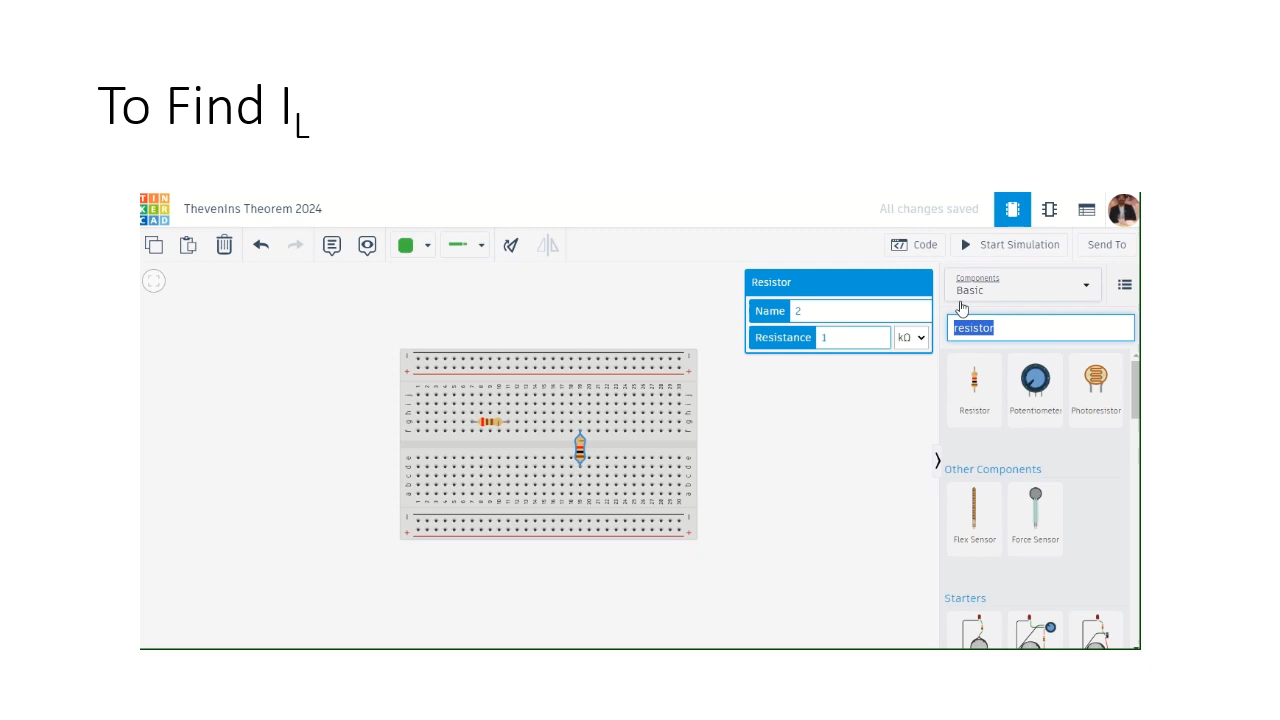 To Find IL
TIN
KER
CAD
Thevenins Theorem 2024
All changes saved
Code
Start Simulation
Send To
Resistor
Name 2
Resistance 1 kΩ
Components
Basic
resistor
Resistor
Potentiometer
Photoresistor
Other Components
Flex Sensor
Force Sensor
Starters